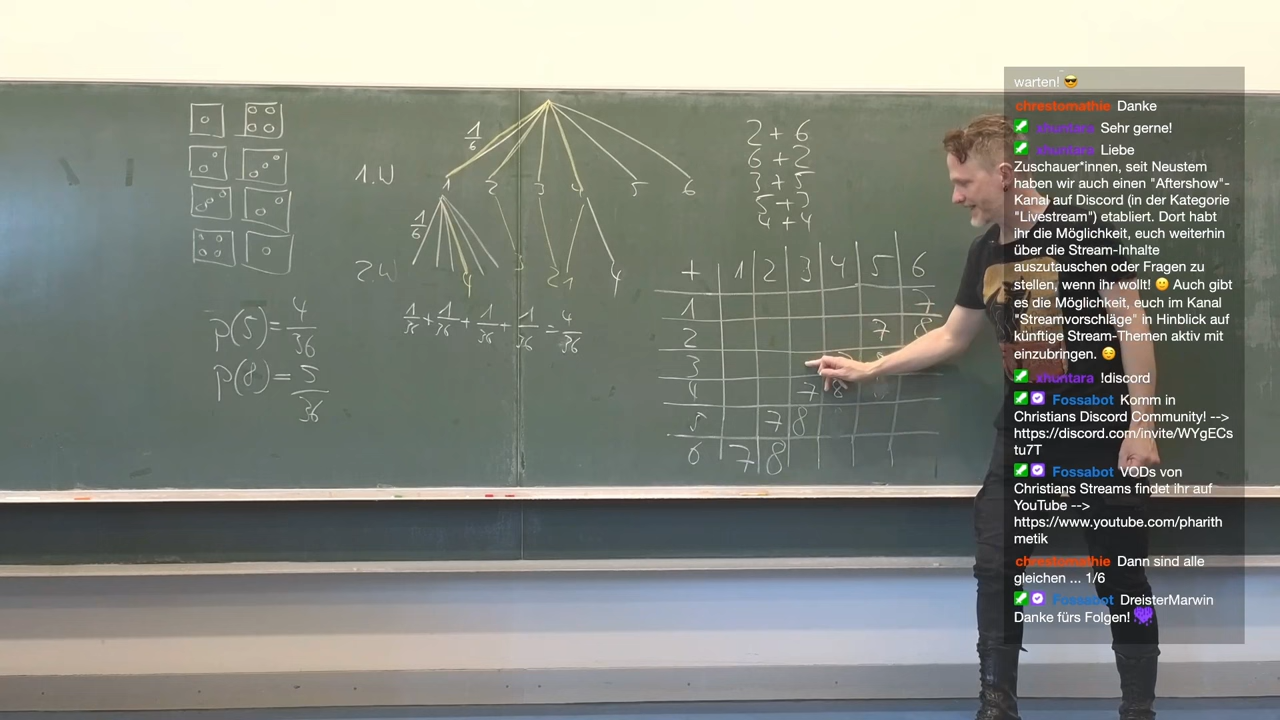 1/6
1.W
1 2 3 4 5 6
1/6
2.W
4 3 2 1 4
1/36 + 1/36 + 1/36 + 1/36 = 4/36
p(5) = 4/36
p(8) = 5/36
2 + 6
6 + 2
3 + 5
5 + 3
4 + 4
+ 1 2 3 4 5 6
1 7
2 7 8
3
4 7 8
5 7 8
6 7 8
warten! 😎
chrestomathie Danke
xhuntara Sehr gerne!
xhuntara Liebe
Zuschauer*innen, seit Neustem
haben wir auch einen "Aftershow"-
Kanal auf Discord (in der Kategorie
"Livestream") etabliert. Dort habt
ihr die Möglichkeit, euch weiterhin
über die Stream-Inhalte
auszutauschen oder Fragen zu
stellen, wenn ihr wollt! 🙂 Auch gibt
es die Möglichkeit, euch im Kanal
"Streamvorschläge" in Hinblick auf
künftige Stream-Themen aktiv mit
einzubringen. 😌
xhuntara !discord
Fossabot Komm in
Christians Discord Community! -->
https://discord.com/invite/WYgECs
tu7T
Fossabot VODs von
Christians Streams findet ihr auf
YouTube -->
https://www.youtube.com/pharith
metik
chrestomathie Dann sind alle
gleichen ... 1/6
Fossabot DreisterMarwin
Danke fürs Folgen! 💜